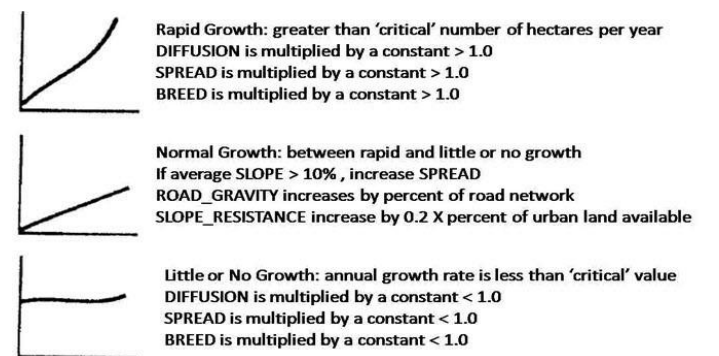 Rapid Growth: greater than ‘critical’ number of hectares per year
DIFFUSION is multiplied by a constant > 1.0
SPREAD is multiplied by a constant > 1.0
BREED is multiplied by a constant > 1.0
Normal Growth: between rapid and little or no growth
If average SLOPE > 10% , increase SPREAD
ROAD_GRAVITY increases by percent of road network
SLOPE_RESISTANCE increase by 0.2 X percent of urban land available
Little or No Growth: annual growth rate is less than ‘critical’ value
DIFFUSION is multiplied by a constant < 1.0
SPREAD is multiplied by a constant < 1.0
BREED is multiplied by a constant < 1.0